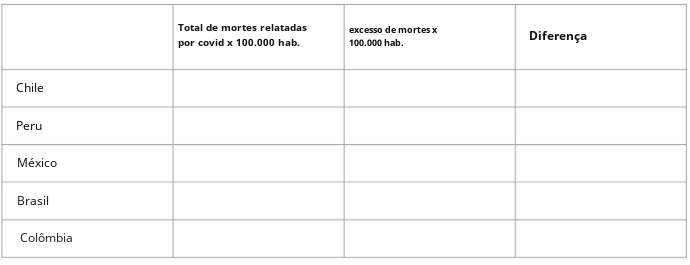 Total de mortes relatadas
por covid x 100.000 hab.
excesso de mortes x
100.000 hab.
Diferença
Chile
Peru
México
Brasil
Colômbia